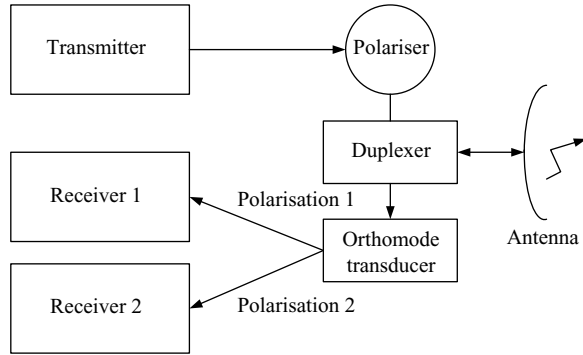 Transmitter
Polariser
Duplexer
Receiver 1
Polarisation 1
Orthomode
transducer
Antenna
Receiver 2
Polarisation 2